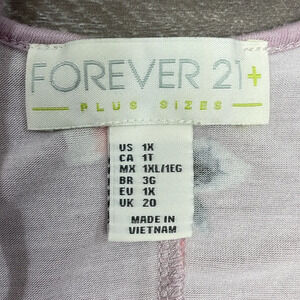 FOREVER 21+
PLUS SIZES
US 1X
CA 1T
MX 1XL/1EG
BR 3G
EU 1X
UK 20
MADE IN
VIETNAM